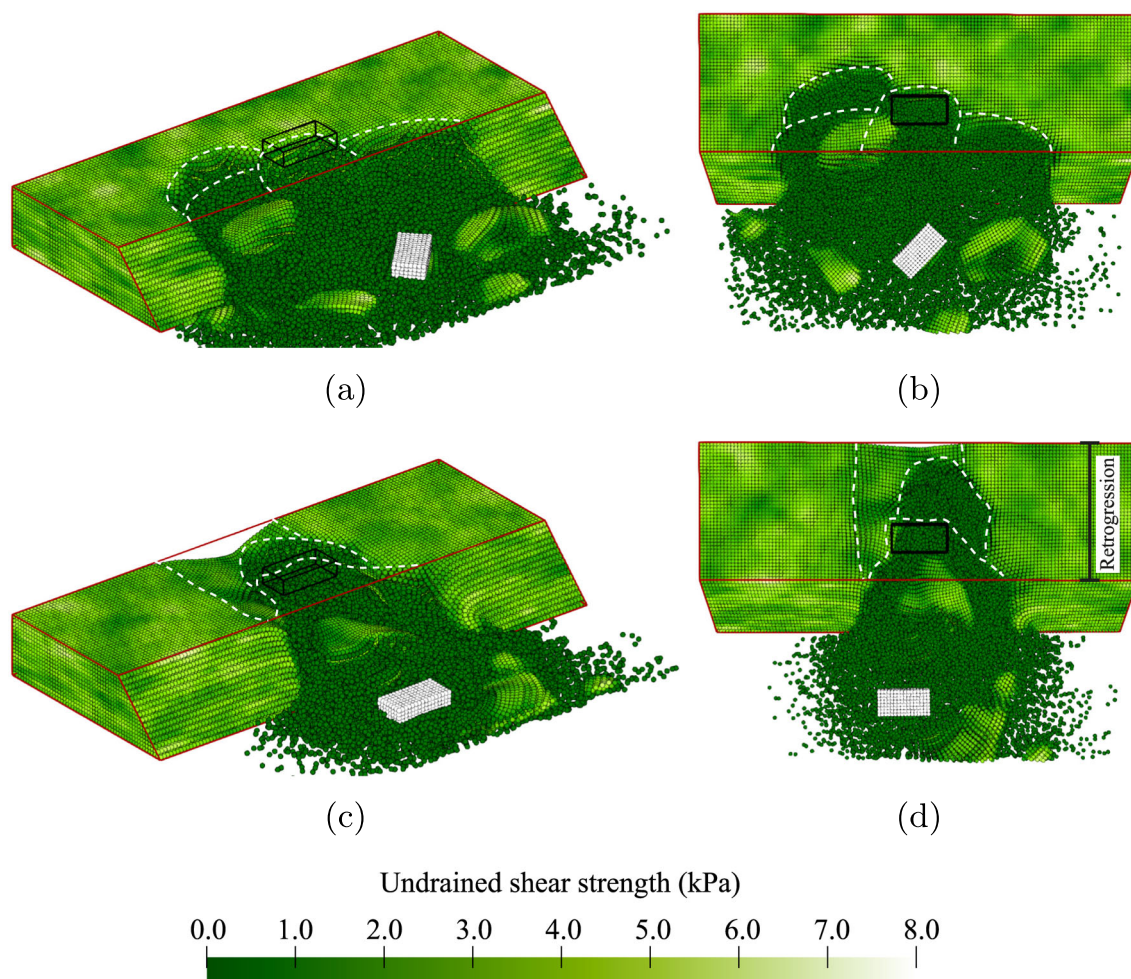 (a)
(b)
Retrogression
(c)
(d)
Undrained shear strength (kPa)
0.0 1.0 2.0 3.0 4.0 5.0 6.0 7.0 8.0